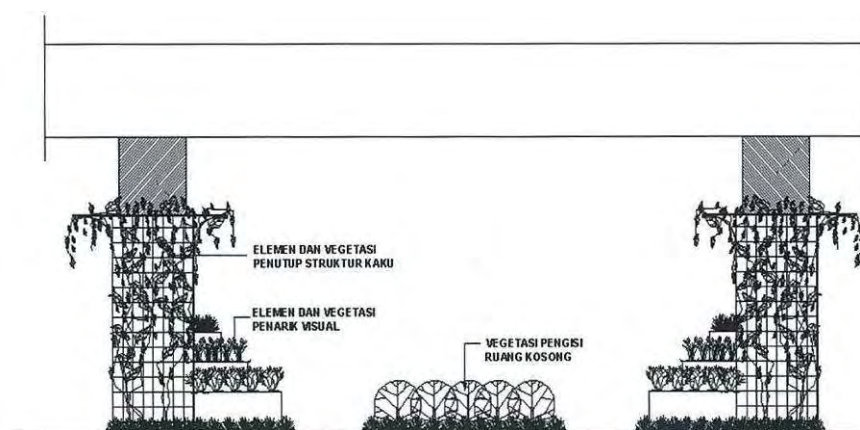 ELEMEN DAN VEGETASI
PENUTUP STRUKTUR KAKU
ELEMEN DAN VEGETASI
PENARIK VISUAL
VEGETASI PENGISI
RUANG KOSONG